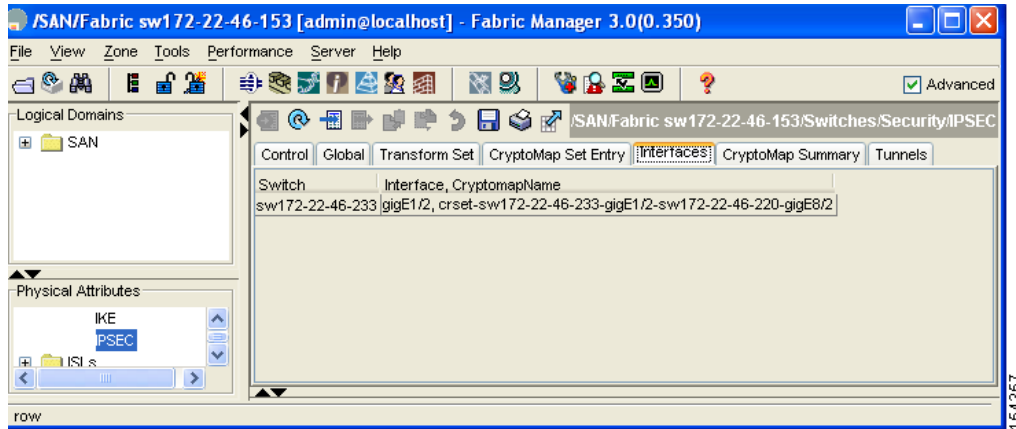 /SAN/Fabric sw172-22-46-153 [admin@localhost] - Fabric Manager 3.0(0.350)
File View Zone Tools Performance Server Help
Advanced
Logical Domains
SAN
/SAN/Fabric sw172-22-46-153/Switches/Security/IPSEC
Control Global Transform Set CryptoMap Set Entry Interfaces CryptoMap Summary Tunnels
Switch Interface, CryptomapName
sw172-22-46-233 gigE1/2, crset-sw172-22-46-233-gigE1/2-sw172-22-46-220-gigE8/2
Physical Attributes
IKE
IPSEC
ISLs
row
154367